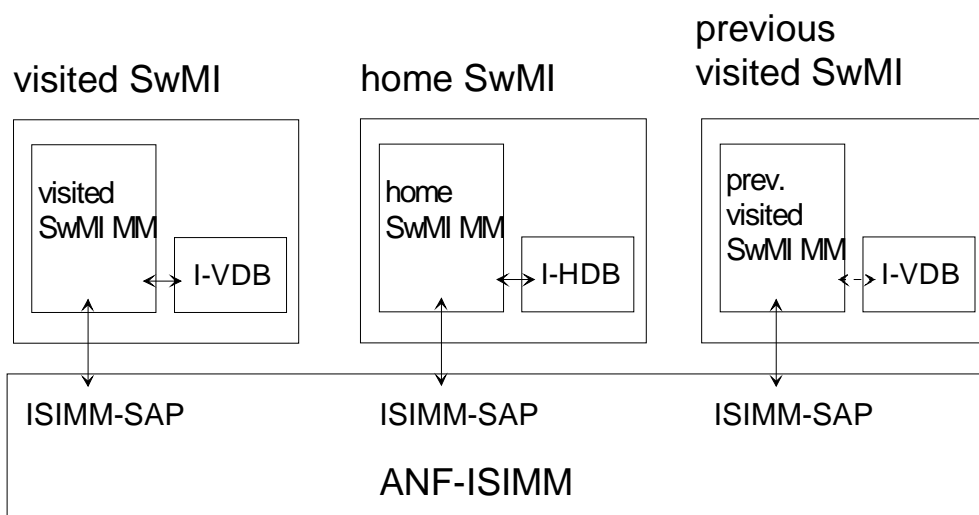 visited SwMI
home SwMI
previous
visited SwMI
visited
SwMI MM
I-VDB
home
SwMI MM
I-HDB
prev.
visited
SwMI MM
I-VDB
ISIMM-SAP
ISIMM-SAP
ISIMM-SAP
ANF-ISIMM